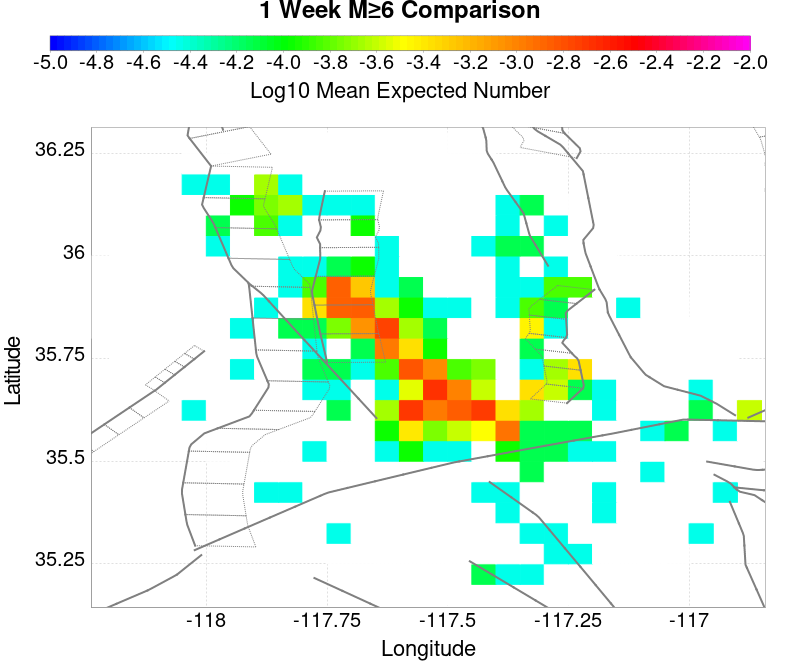 1 Week M≥6 Comparison
-5.0 -4.8 -4.6 -4.4 -4.2 -4.0 -3.8 -3.6 -3.4 -3.2 -3.0 -2.8 -2.6 -2.4 -2.2 -2.0
Log10 Mean Expected Number
Latitude
36.25
36
35.75
35.5
35.25
-118 -117.75 -117.5 -117.25 -117
Longitude